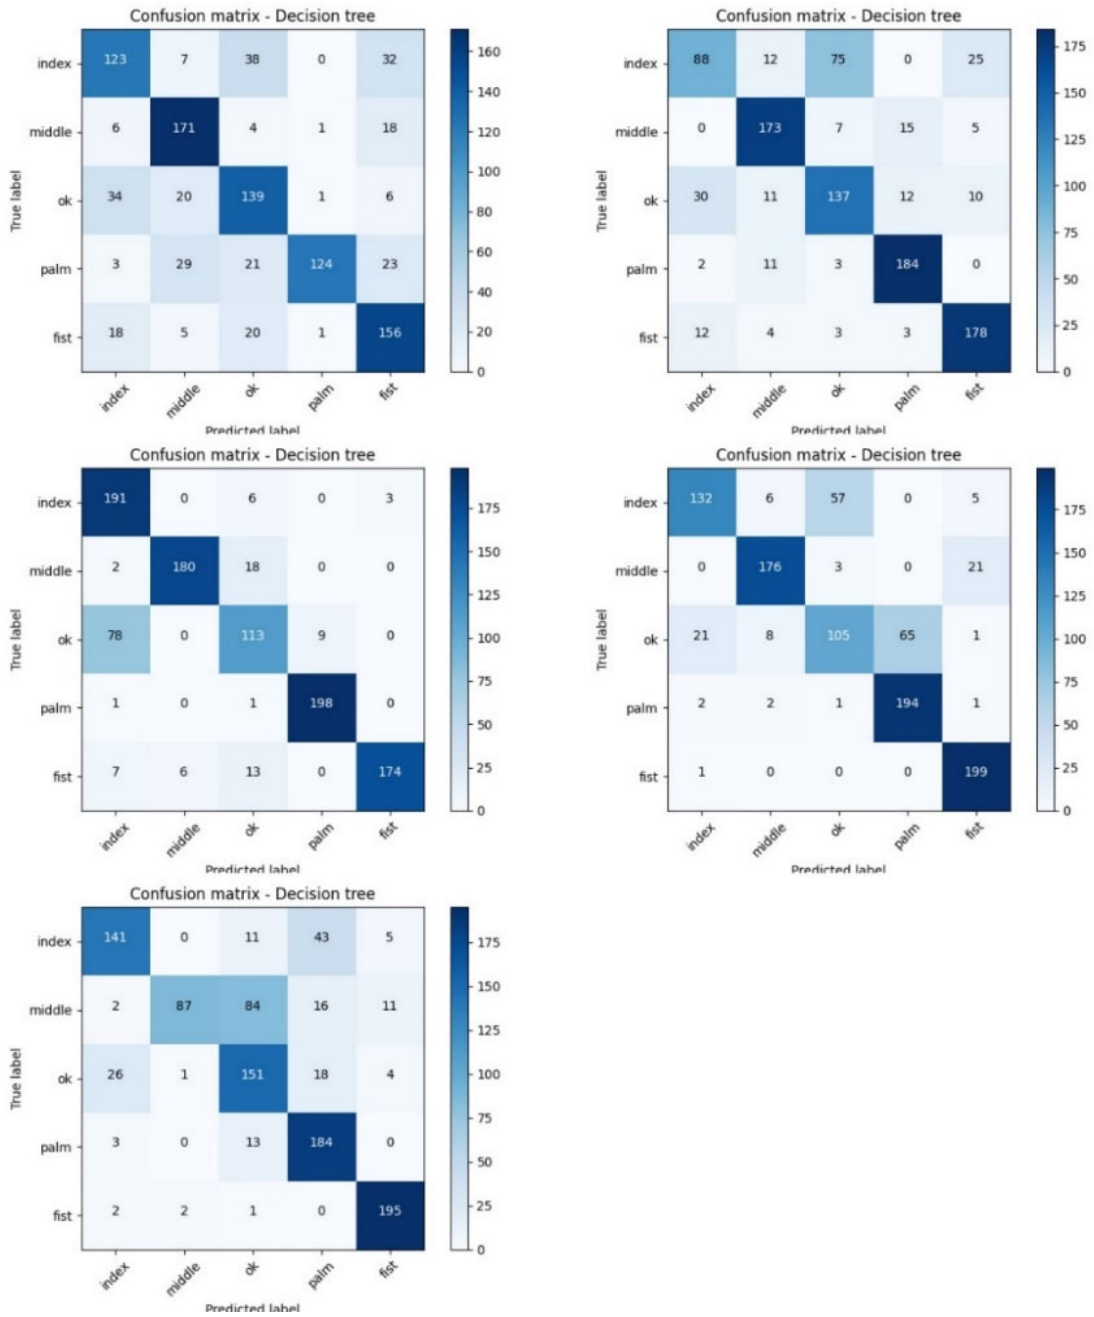 Confusion matrix - Decision tree
True label
index 123 7 38 0 32
middle 6 171 4 1 18
ok 34 20 139 1 6
palm 3 29 21 124 23
fist 18 5 20 1 156
index middle ok palm fist
Predicted label
160
140
120
100
80
60
40
20
0
Confusion matrix - Decision tree
True label
index 88 12 75 0 25
middle 0 173 7 15 5
ok 30 11 137 12 10
palm 2 11 3 184 0
fist 12 4 3 3 178
index middle ok palm fist
Predicted label
175
150
125
100
75
50
25
0
Confusion matrix - Decision tree
True label
index 191 0 6 0 3
middle 2 180 18 0 0
ok 78 0 113 9 0
palm 1 0 1 198 0
fist 7 6 13 0 174
index middle ok palm fist
Predicted label
175
150
125
100
75
50
25
0
Confusion matrix - Decision tree
True label
index 132 6 57 0 5
middle 0 176 3 0 21
ok 21 8 105 65 1
palm 2 2 1 194 1
fist 1 0 0 0 199
index middle ok palm fist
Predicted label
175
150
125
100
75
50
25
0
Confusion matrix - Decision tree
True label
index 141 0 11 43 5
middle 2 87 84 16 11
ok 26 1 151 18 4
palm 3 0 13 184 0
fist 2 2 1 0 195
index middle ok palm fist
Predicted label
175
150
125
100
75
50
25
0